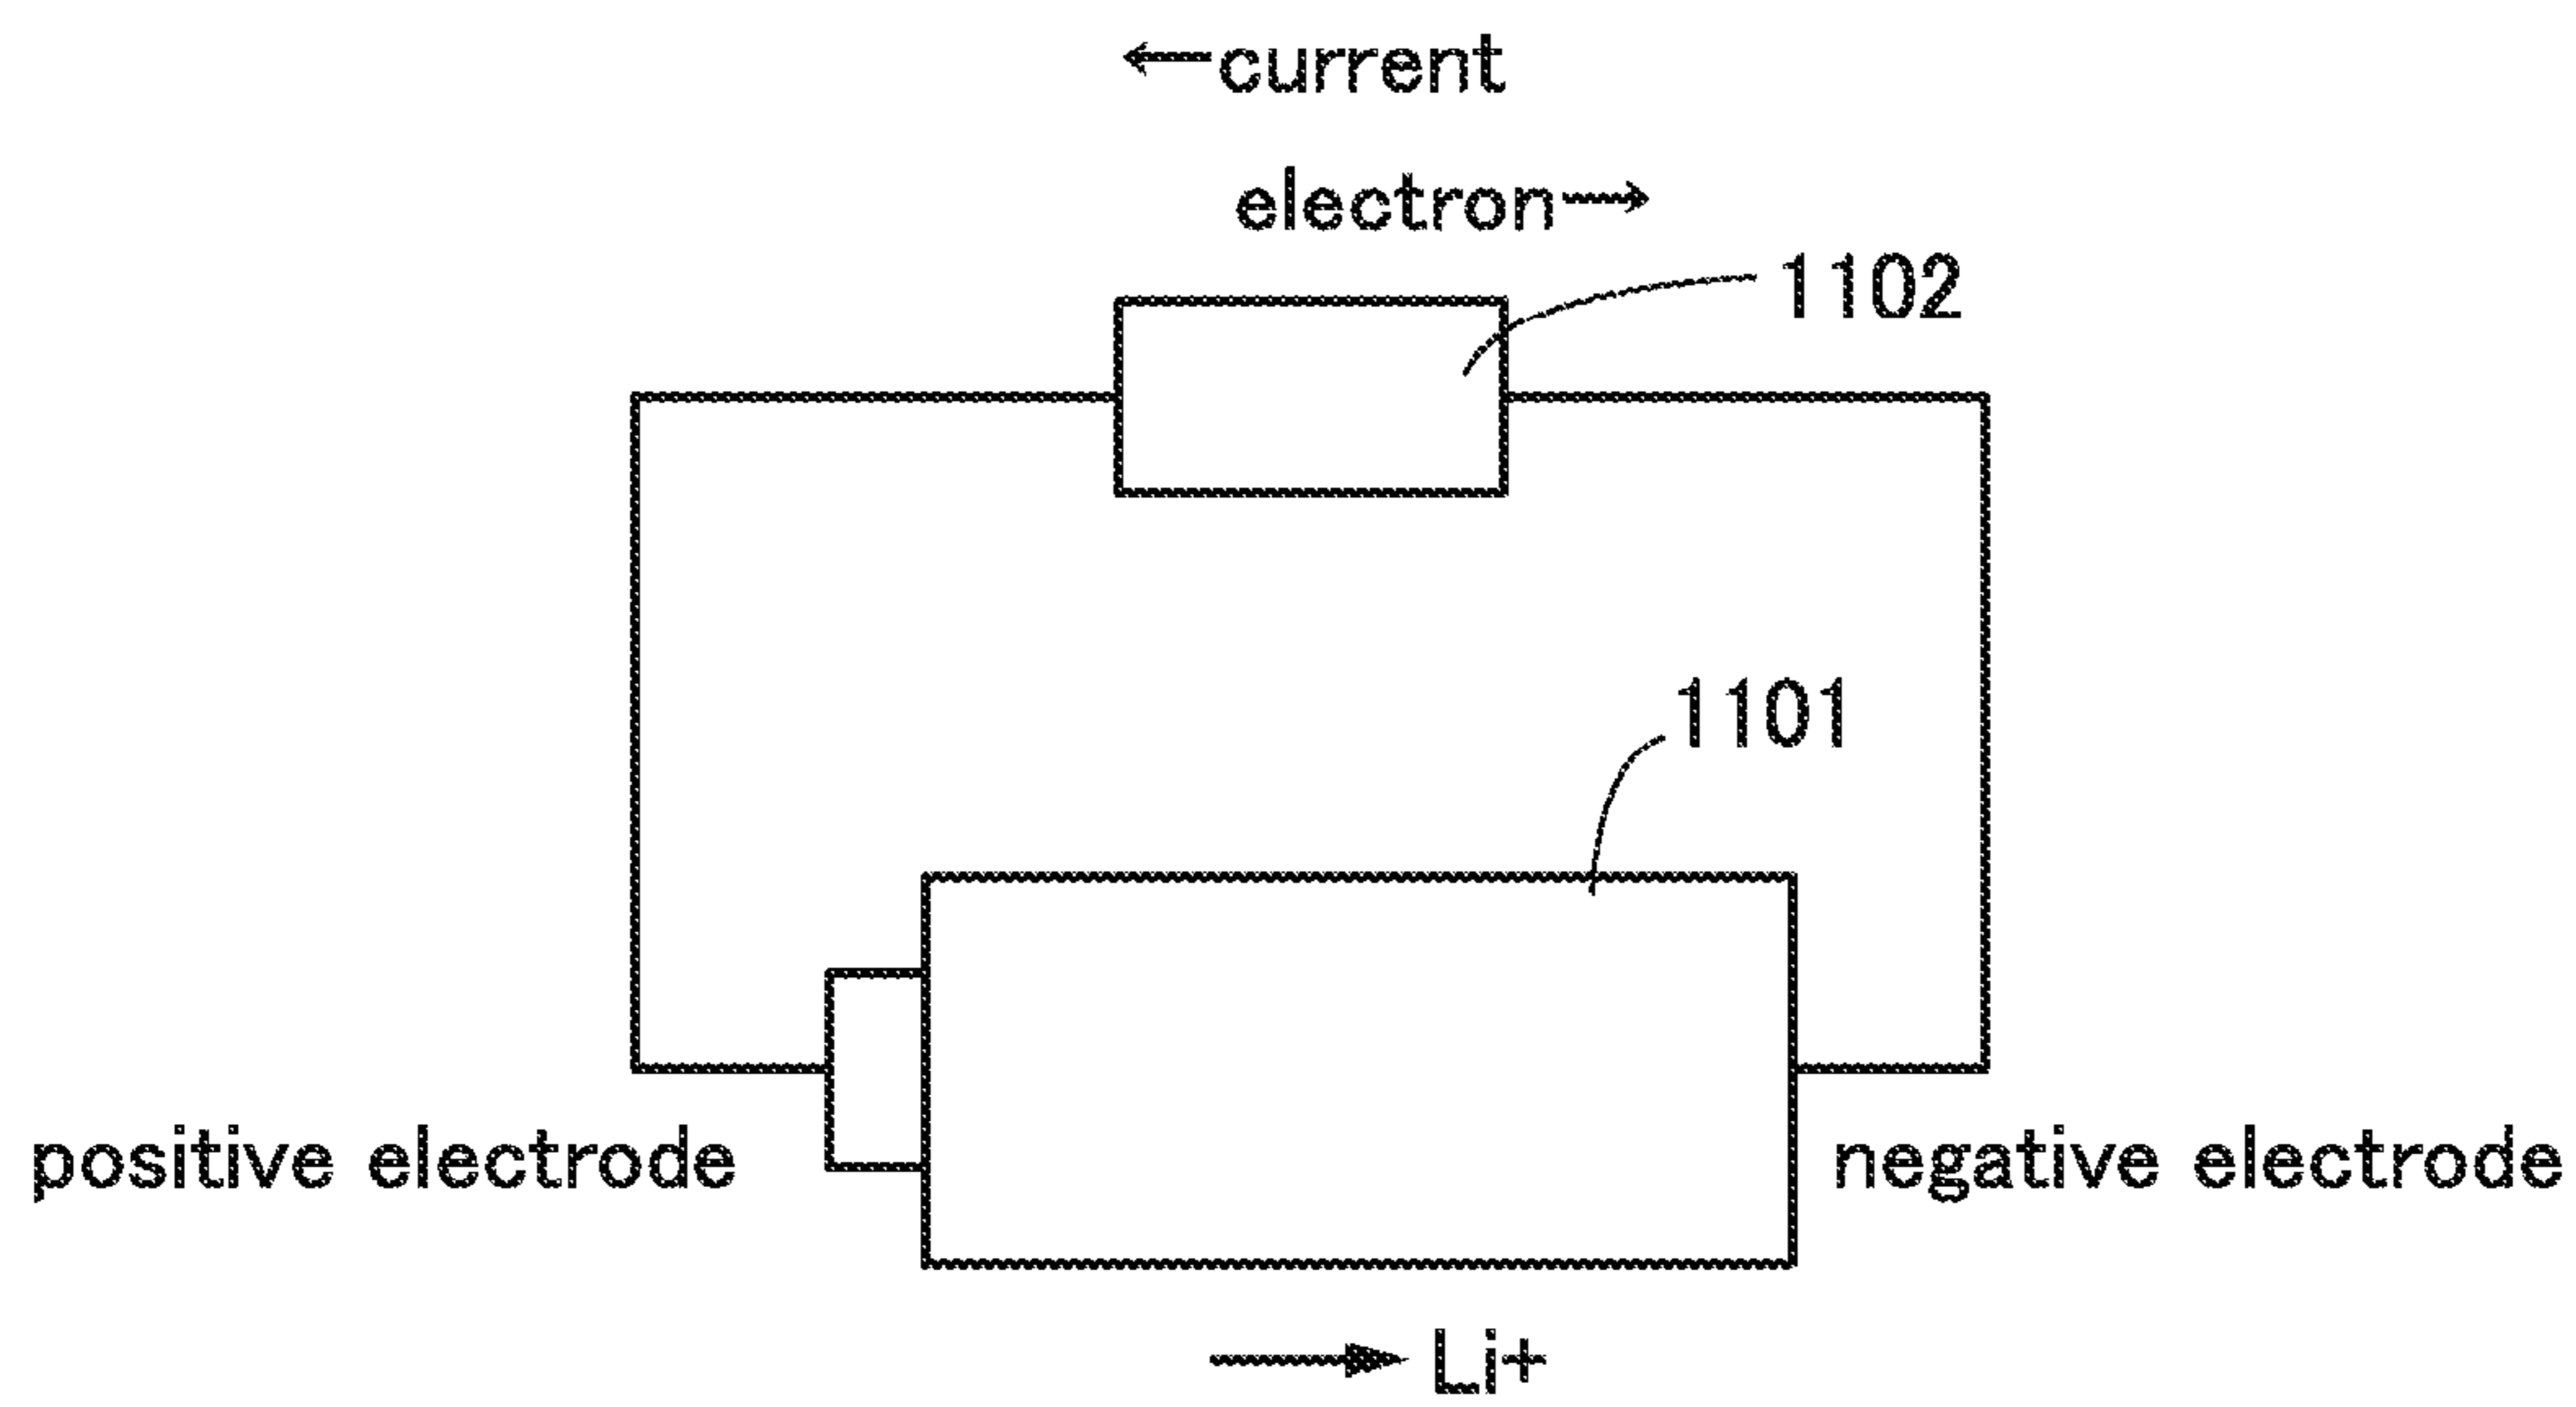 ←current
electron→
1102
1101
positive electrode
negative electrode
→ Li+